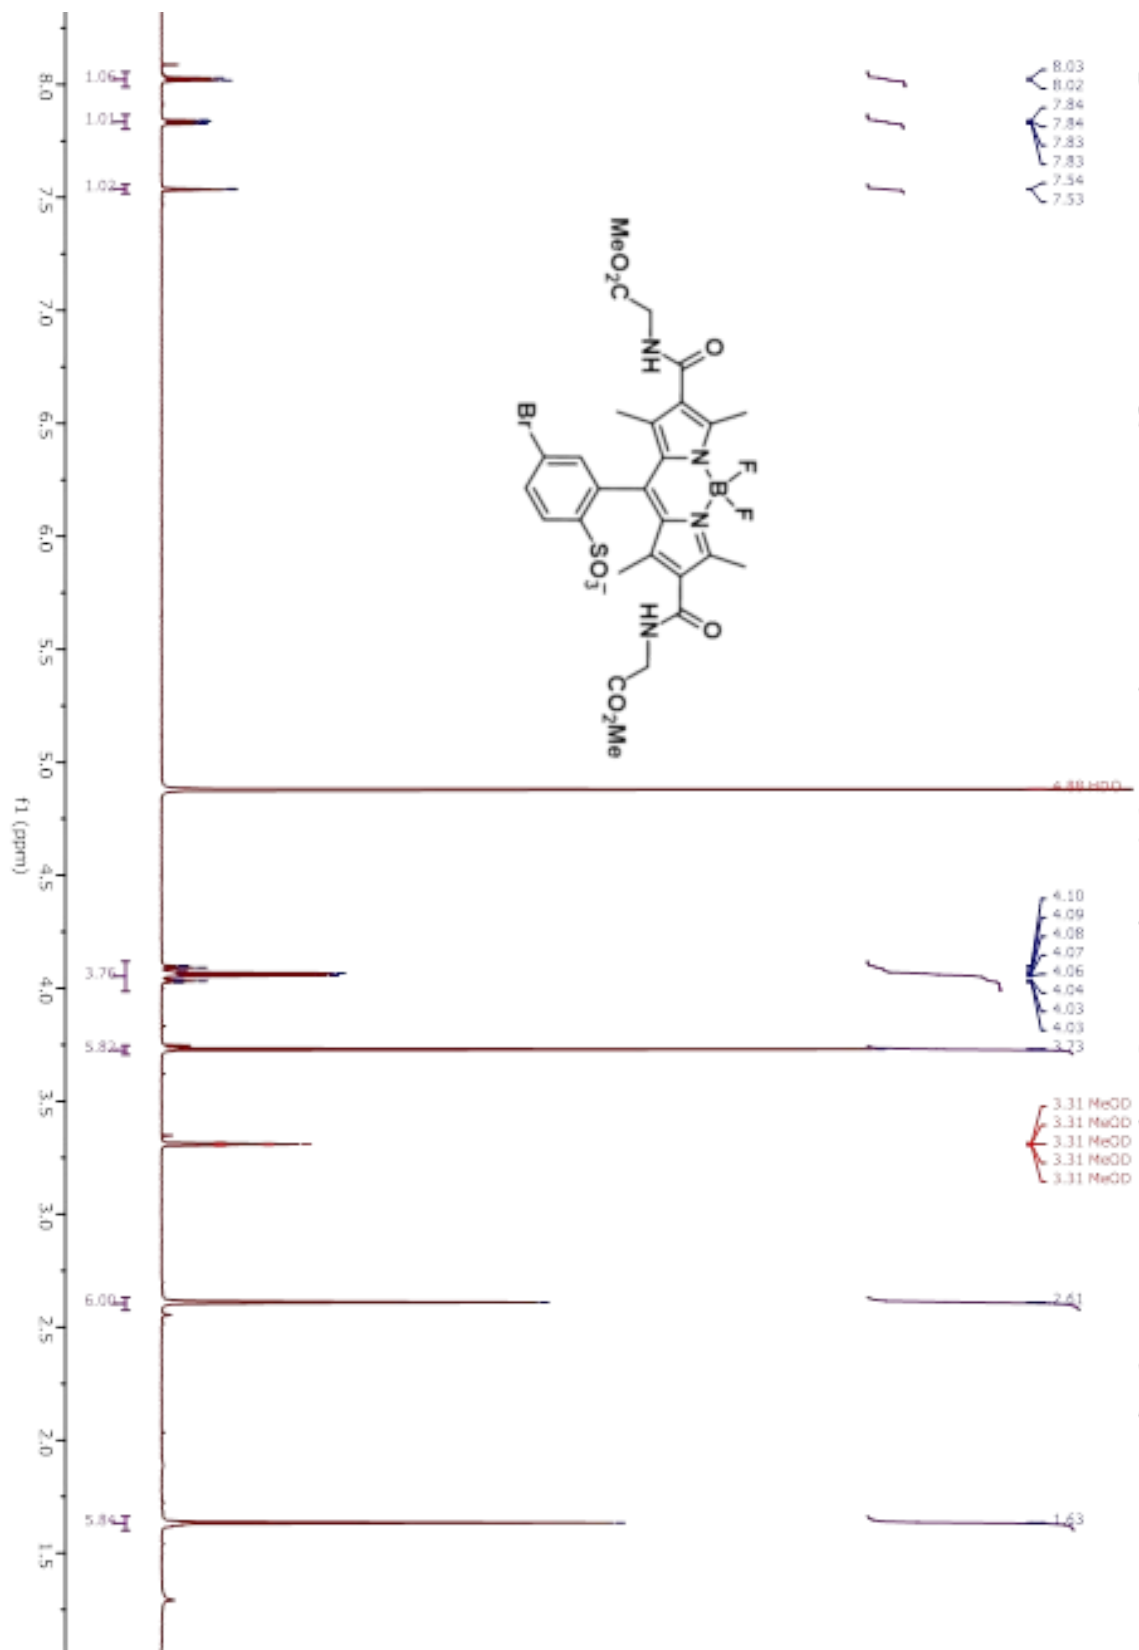 8.03
8.02
7.84
7.84
7.83
7.83
7.54
7.53
4.88 HDO
4.10
4.09
4.08
4.07
4.06
4.04
4.03
4.03
3.73
3.31 MeOD
3.31 MeOD
3.31 MeOD
3.31 MeOD
3.31 MeOD
2.61
1.63
F F
B
N N
O O
NH HN
MeO₂C CO₂Me
SO₃⁻
Br
1.06
1.01
1.02
3.76
5.82
6.00
5.84
8.0 7.5 7.0 6.5 6.0 5.5 5.0 4.5 4.0 3.5 3.0 2.5 2.0 1.5
f1 (ppm)